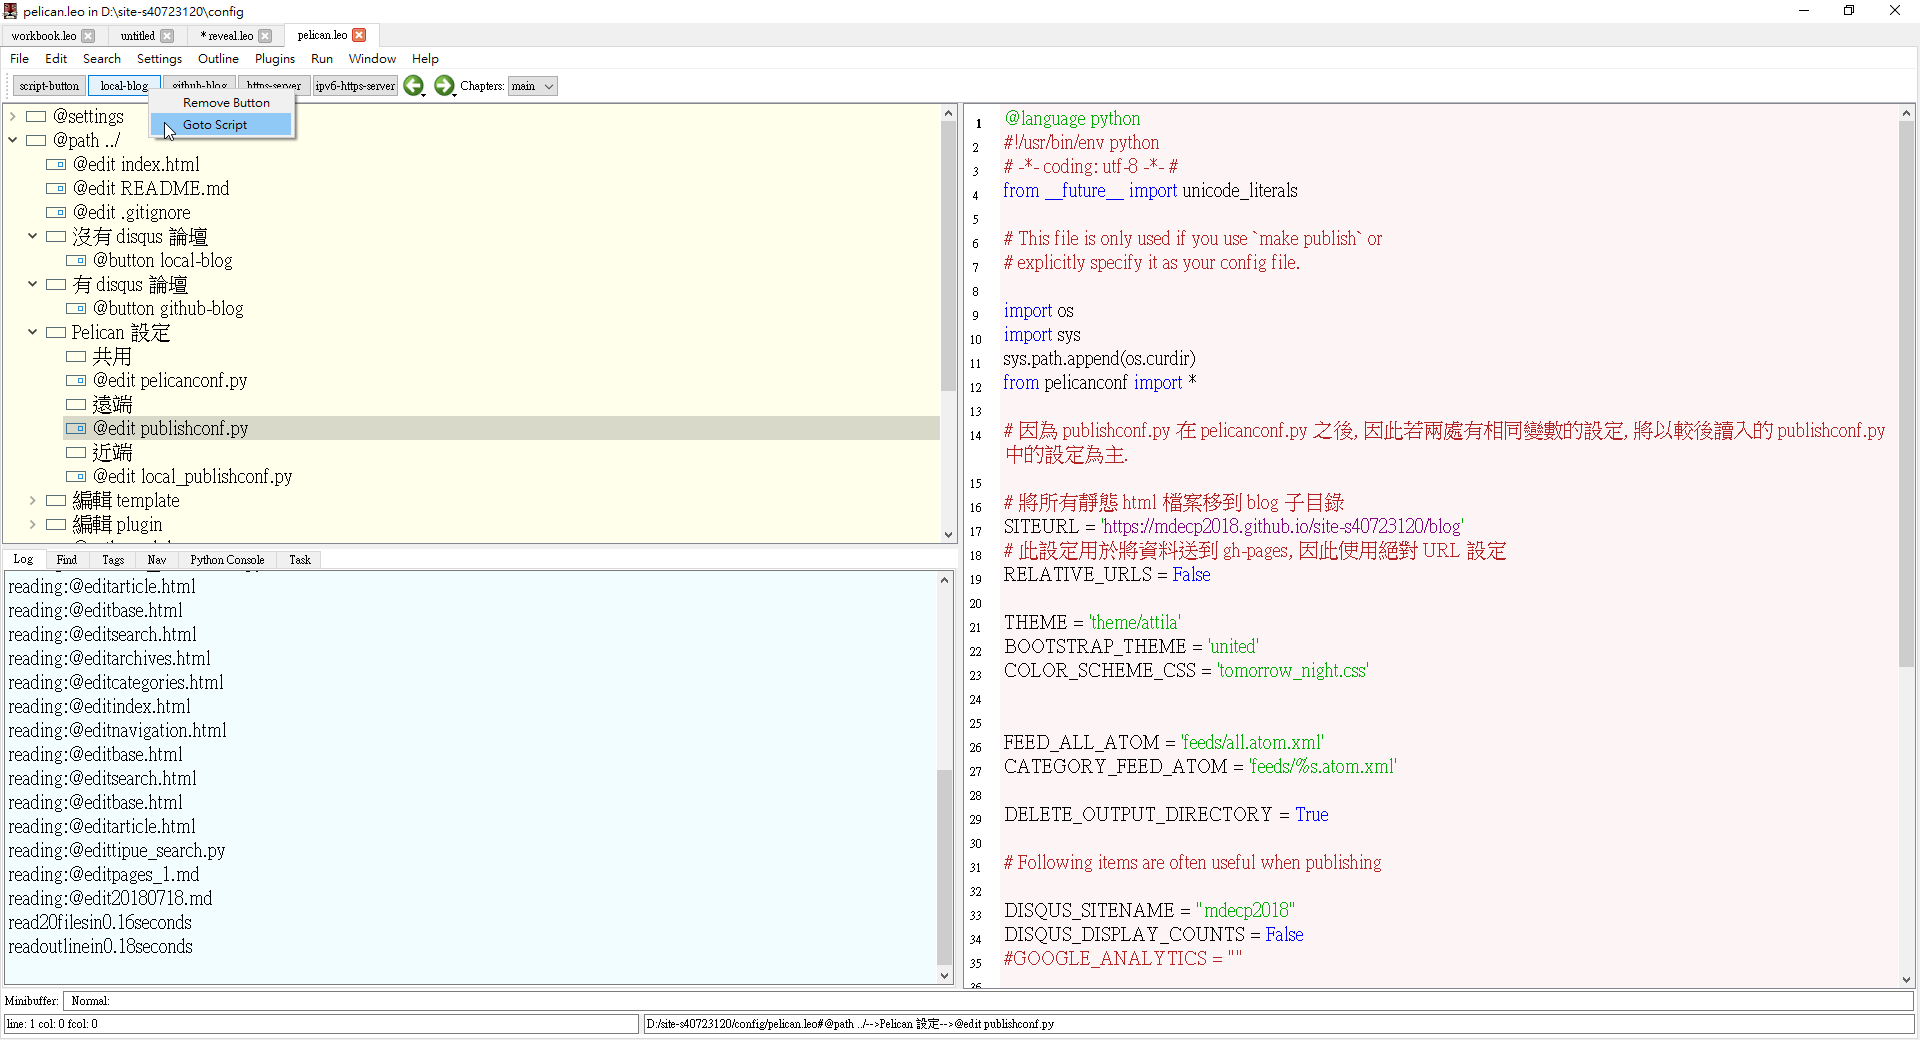 pelican.leo in D:\site-s40723120\config
workbook.leo
untitled
* reveal.leo
pelican.leo
File Edit Search Settings Outline Plugins Run Window Help
script-button local-blog github-blog https-server ipv6-https-server Chapters: main
Remove Button
Goto Script
@settings
@path ../
@edit index.html
@edit README.md
@edit .gitignore
沒有 disqus 論壇
@button local-blog
有 disqus 論壇
@button github-blog
Pelican 設定
共用
@edit pelicanconf.py
遠端
@edit publishconf.py
近端
@edit local_publishconf.py
編輯 template
編輯 plugin
Log Find Tags Nav Python Console Task
reading:@editarticle.html
reading:@editbase.html
reading:@editsearch.html
reading:@editarchives.html
reading:@editcategories.html
reading:@editindex.html
reading:@editnavigation.html
reading:@editbase.html
reading:@editsearch.html
reading:@editbase.html
reading:@editarticle.html
reading:@edittipue_search.py
reading:@editpages_1.md
reading:@edit20180718.md
read20filesin0.16seconds
readoutlinein0.18seconds
1 @language python
2 #!/usr/bin/env python
3 # -*- coding: utf-8 -*- #
4 from __future__ import unicode_literals
5
6 # This file is only used if you use `make publish` or
7 # explicitly specify it as your config file.
8
9 import os
10 import sys
11 sys.path.append(os.curdir)
12 from pelicanconf import *
13
14 # 因為 publishconf.py 在 pelicanconf.py 之後, 因此若兩處有相同變數的設定, 將以較後讀入的 publishconf.py
中的設定為主.
15
16 # 將所有靜態 html 檔案移到 blog 子目錄
17 SITEURL = 'https://mdecp2018.github.io/site-s40723120/blog'
18 # 此設定用於將資料送到 gh-pages, 因此使用絕對 URL 設定
19 RELATIVE_URLS = False
20
21 THEME = 'theme/attila'
22 BOOTSTRAP_THEME = 'united'
23 COLOR_SCHEME_CSS = 'tomorrow_night.css'
24
25
26 FEED_ALL_ATOM = 'feeds/all.atom.xml'
27 CATEGORY_FEED_ATOM = 'feeds/%s.atom.xml'
28
29 DELETE_OUTPUT_DIRECTORY = True
30
31 # Following items are often useful when publishing
32
33 DISQUS_SITENAME = "mdecp2018"
34 DISQUS_DISPLAY_COUNTS = False
35 #GOOGLE_ANALYTICS = ""
36
Minibuffer: Normal:
line: 1 col: 0 fcol: 0
D:/site-s40723120/config/pelican.leo#@path ../-->Pelican 設定-->@edit publishconf.py